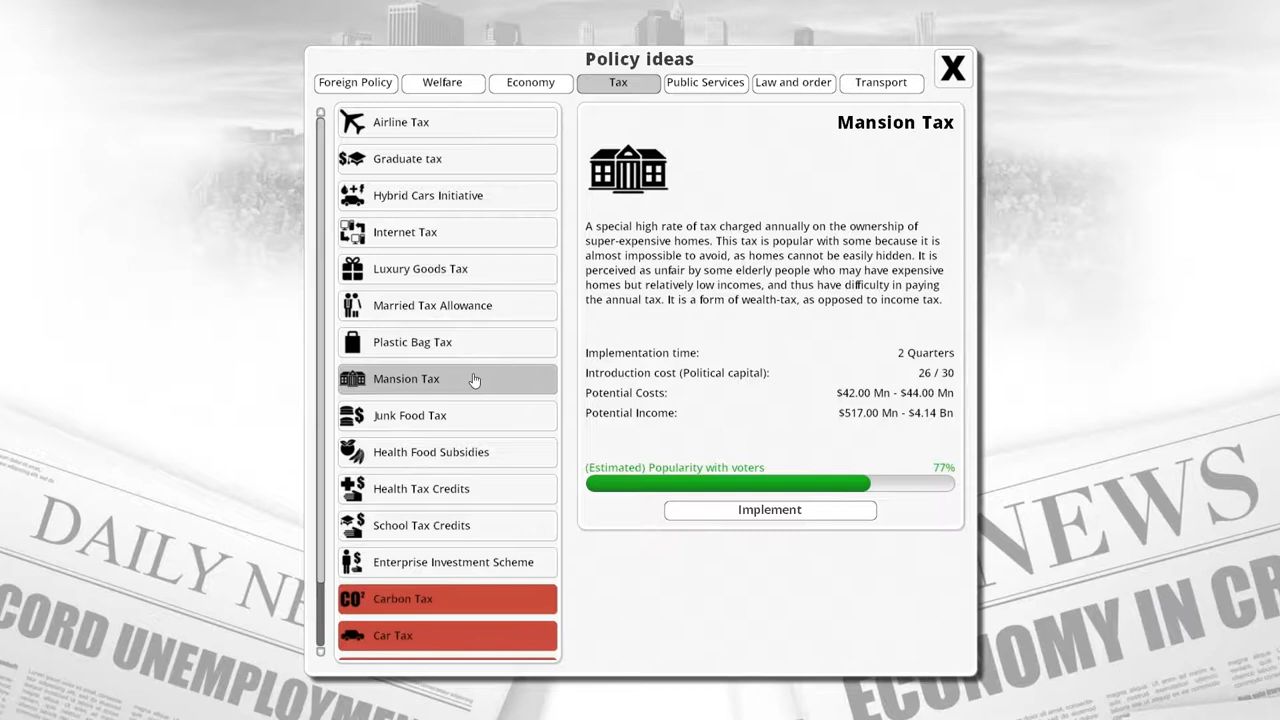 Policy ideas
X
Foreign Policy
Welfare
Economy
Tax
Public Services
Law and order
Transport
Airline Tax
Graduate tax
Hybrid Cars Initiative
Internet Tax
Luxury Goods Tax
Married Tax Allowance
Plastic Bag Tax
Mansion Tax
Junk Food Tax
Health Food Subsidies
Health Tax Credits
School Tax Credits
Enterprise Investment Scheme
CO² Carbon Tax
Car Tax
Mansion Tax
A special high rate of tax charged annually on the ownership of
super-expensive homes. This tax is popular with some because it is
almost impossible to avoid, as homes cannot be easily hidden. It is
perceived as unfair by some elderly people who may have expensive
homes but relatively low incomes, and thus have difficulty in paying
the annual tax. It is a form of wealth-tax, as opposed to income tax.
Implementation time: 2 Quarters
Introduction cost (Political capital): 26 / 30
Potential Costs: $42.00 Mn - $44.00 Mn
Potential Income: $517.00 Mn - $4.14 Bn
(Estimated) Popularity with voters 77%
Implement
DAILY NE
CORD UNEMPLOYM
NEWS
ECONOMY IN CR